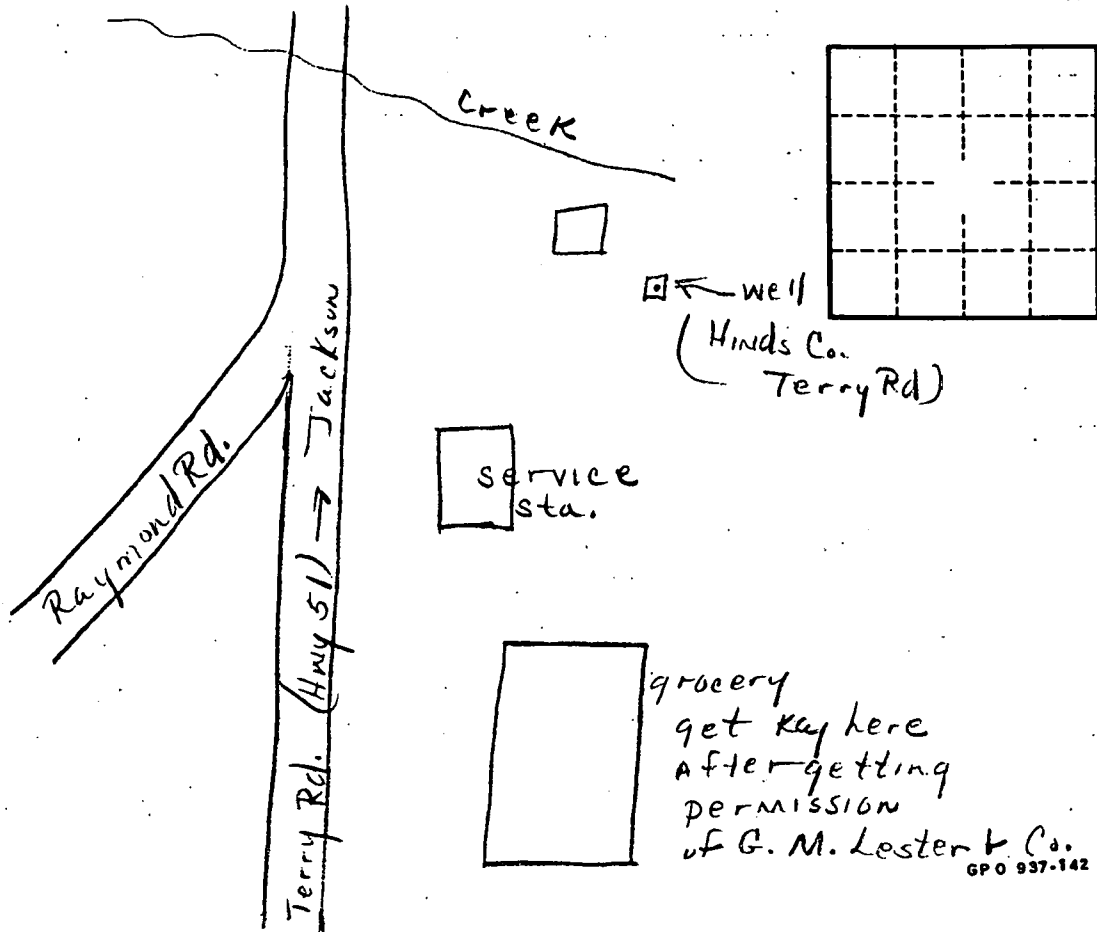 Creek
well
(Hinds Co.
Terry Rd)
Raymond Rd.
Terry Rd. (Hwy 51) → Jackson
service
sta.
grocery
get Key here
After getting
permission
of G. M. Lester & Co.
GPO 937-142